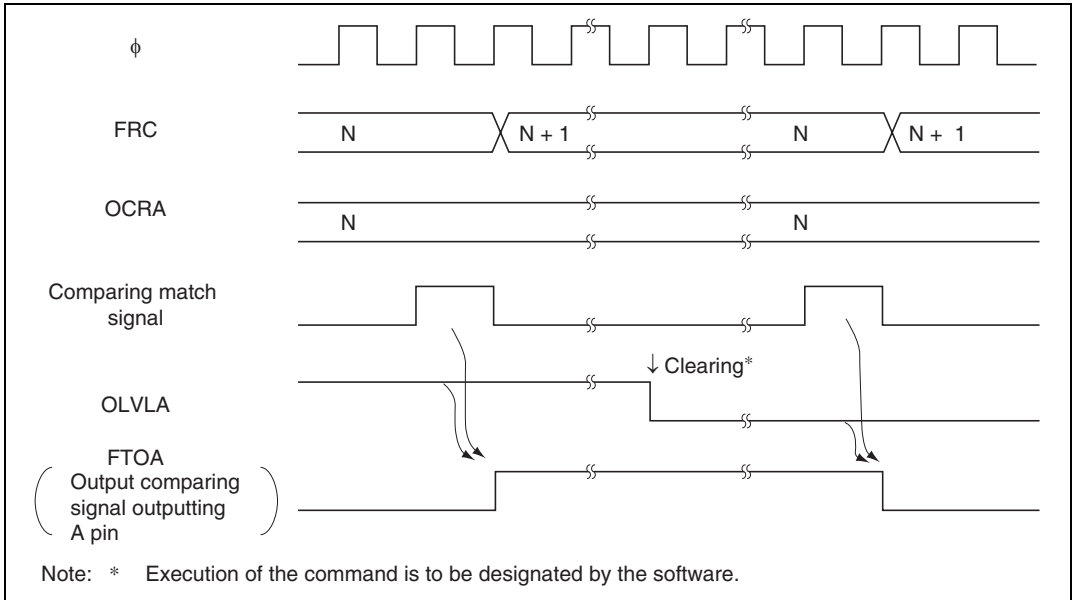 ϕ
FRC
N
N + 1
N
N + 1
OCRA
N
N
Comparing match
signal
↓ Clearing*
OLVLA
FTOA
Output comparing
signal outputting
A pin
Note: * Execution of the command is to be designated by the software.